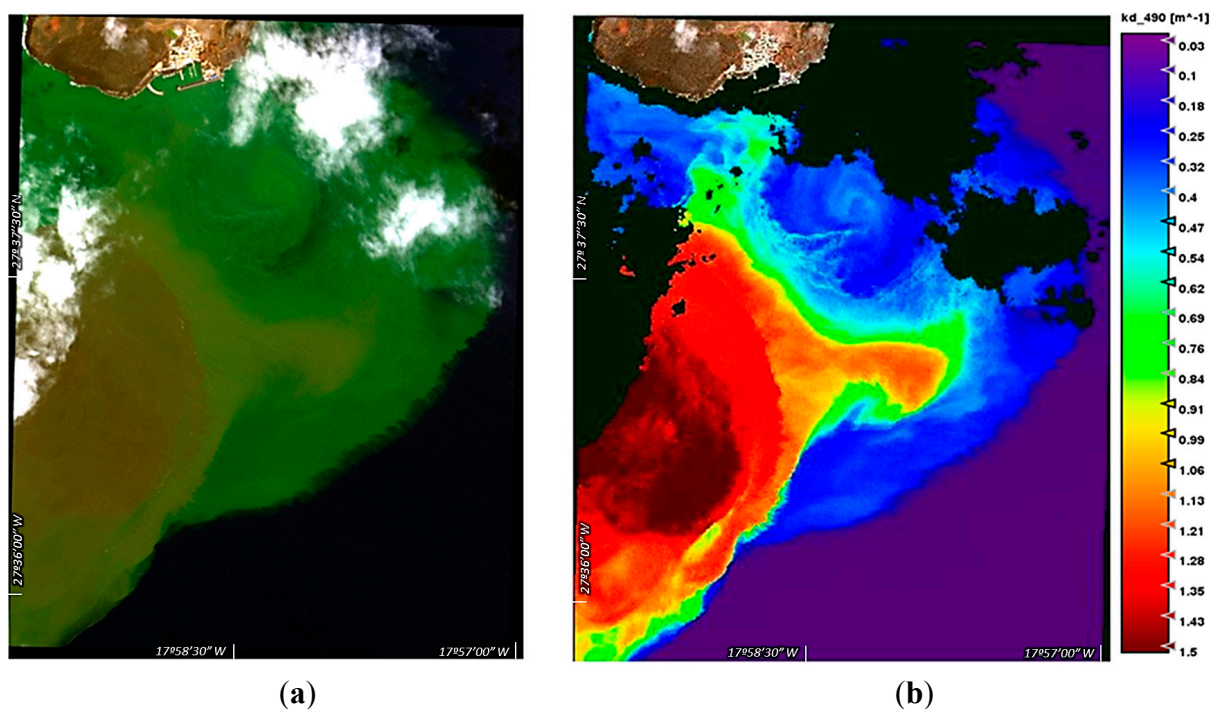 27º37'30" N
27º36'00" W
17º58'30" W
17º57'00" W
(a)
27º37'30" N
27º36'00" W
17º58'30" W
17º57'00" W
(b)
kd_490 [m^-1]
0.03
0.1
0.18
0.25
0.32
0.4
0.47
0.54
0.62
0.69
0.76
0.84
0.91
0.99
1.06
1.13
1.21
1.28
1.35
1.43
1.5